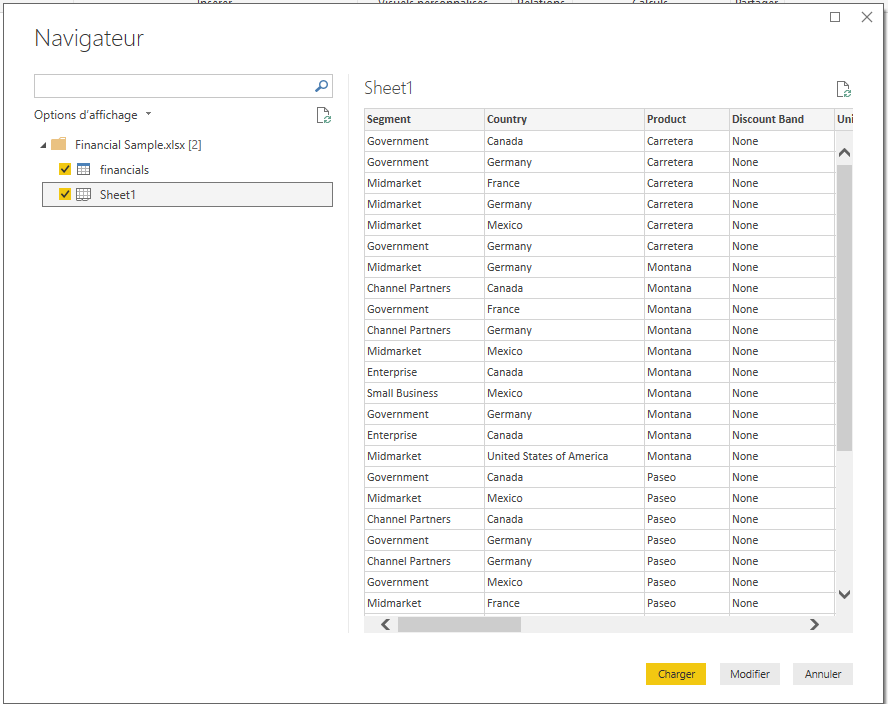 Insérer Visuels personnalisés Relations Calculs Partager
Navigateur
Options d'affichage
Financial Sample.xlsx [2]
financials
Sheet1
Sheet1
Segment Country Product Discount Band Uni
Government Canada Carretera None
Government Germany Carretera None
Midmarket France Carretera None
Midmarket Germany Carretera None
Midmarket Mexico Carretera None
Government Germany Carretera None
Midmarket Germany Montana None
Channel Partners Canada Montana None
Government France Montana None
Channel Partners Germany Montana None
Midmarket Mexico Montana None
Enterprise Canada Montana None
Small Business Mexico Montana None
Government Germany Montana None
Enterprise Canada Montana None
Midmarket United States of America Montana None
Government Canada Paseo None
Midmarket Mexico Paseo None
Channel Partners Canada Paseo None
Government Germany Paseo None
Channel Partners Germany Paseo None
Government Mexico Paseo None
Midmarket France Paseo None
Charger Modifier Annuler